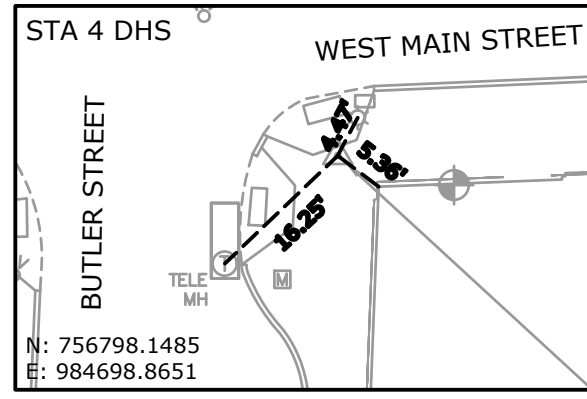 STA 4 DHS
WEST MAIN STREET
BUTLER STREET
4.47'
5.36'
16.25'
T
TELE
MH
M
N: 756798.1485
E: 984698.8651